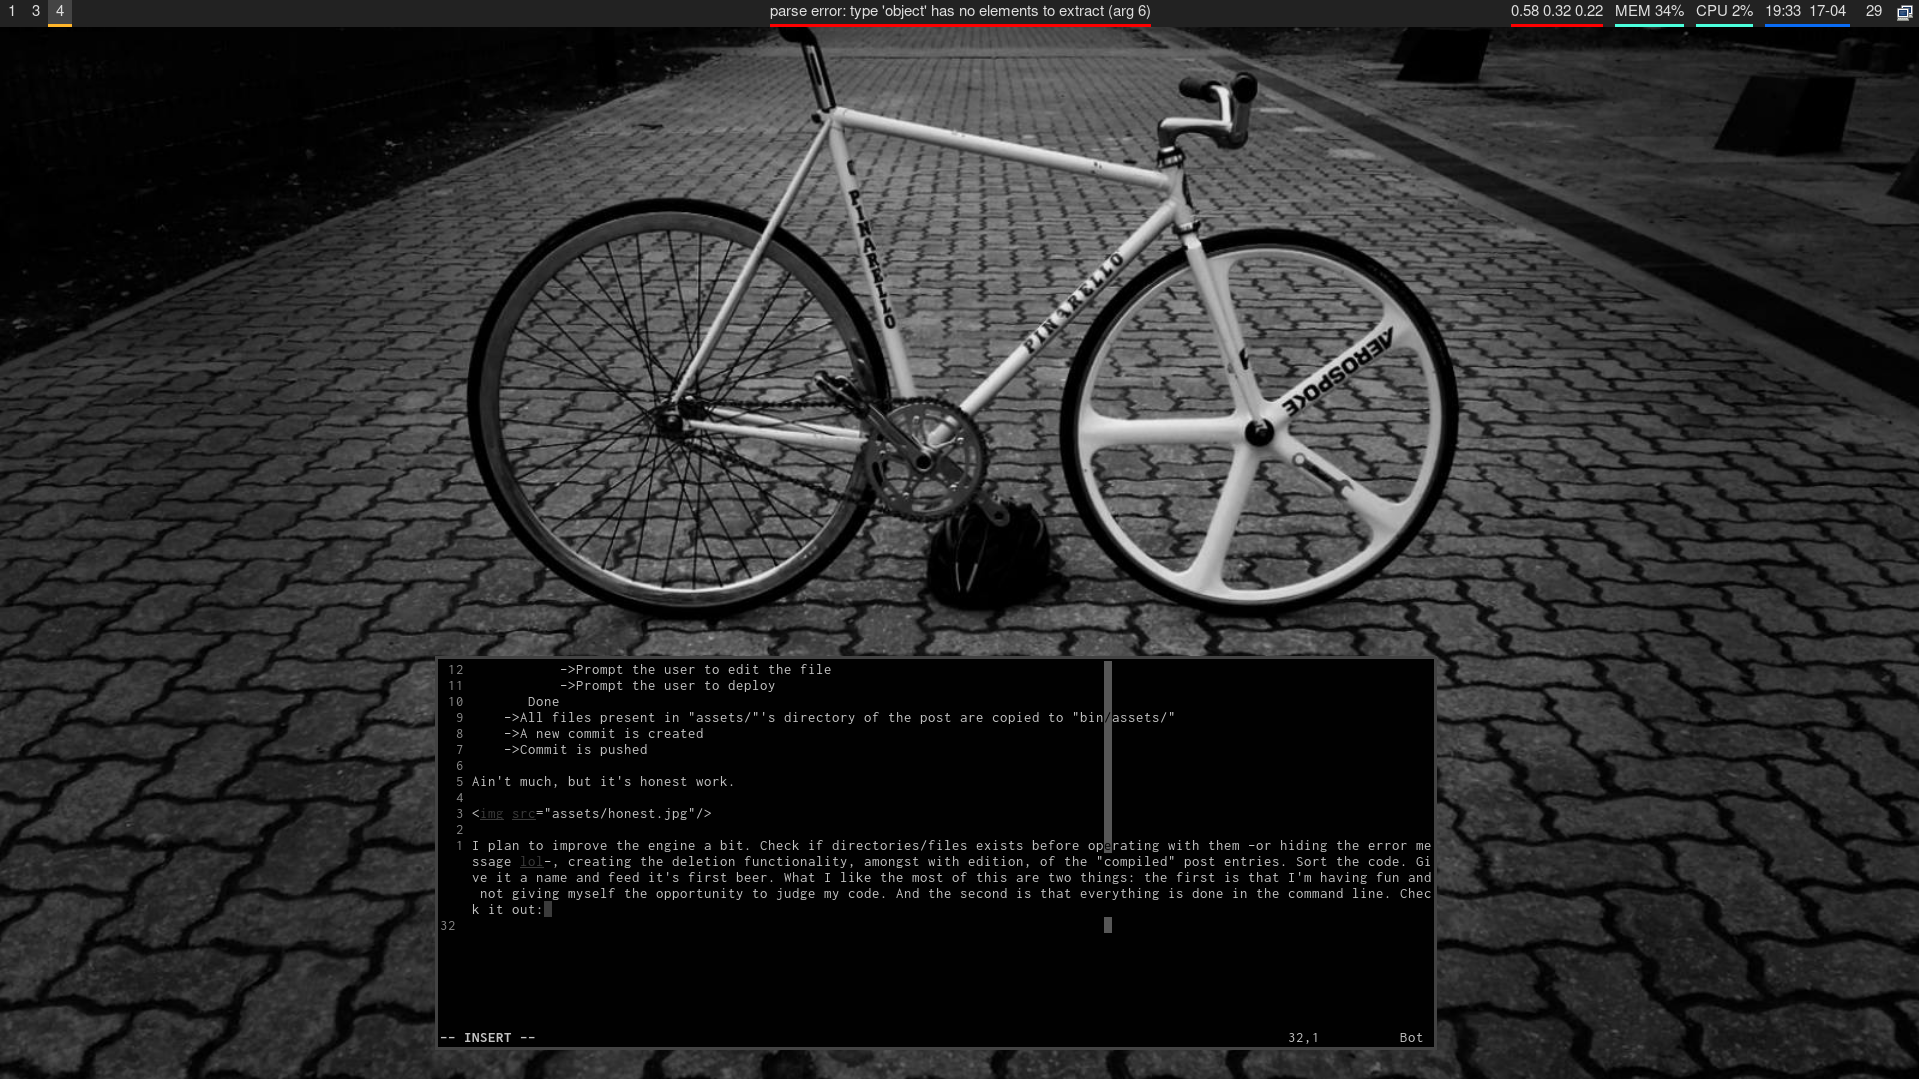 1 3 4 parse error: type 'object' has no elements to extract (arg 6) 0.58 0.32 0.22 MEM 34% CPU 2% 19:33 17-04 29
PINARELLO
PINARELLO
AEROSPOKE
12 ->Prompt the user to edit the file
11 ->Prompt the user to deploy
10 Done
9 ->All files present in "assets/"'s directory of the post are copied to "bin/assets/"
8 ->A new commit is created
7 ->Commit is pushed
6
5 Ain't much, but it's honest work.
4
3 <img src="assets/honest.jpg"/>
2
1 I plan to improve the engine a bit. Check if directories/files exists before operating with them -or hiding the error me
ssage lol-, creating the deletion functionality, amongst with edition, of the "compiled" post entries. Sort the code. Gi
ve it a name and feed it's first beer. What I like the most of this are two things: the first is that I'm having fun and
not giving myself the opportunity to judge my code. And the second is that everything is done in the command line. Chec
k it out:
32
-- INSERT -- 32,1 Bot